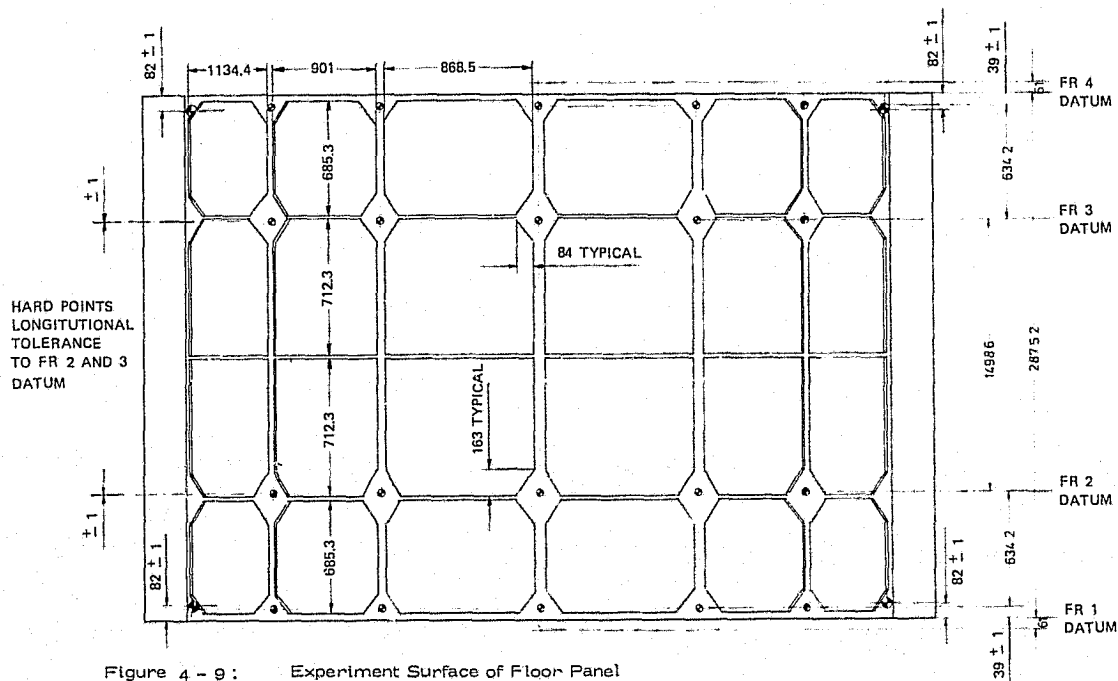 82 ± 1
1134.4
901
868.5
82 ± 1
39 ± 1
FR 4
DATUM
61
685.3
634.2
± 1
FR 3
DATUM
84 TYPICAL
712.3
HARD POINTS
LONGITUTIONAL
TOLERANCE
TO FR 2 AND 3
DATUM
1498.6
2875.2
712.3
163 TYPICAL
± 1
FR 2
DATUM
685.3
82 ± 1
82 ± 1
634.2
FR 1
DATUM
61
39 ± 1
Figure 4 - 9 : Experiment Surface of Floor Panel